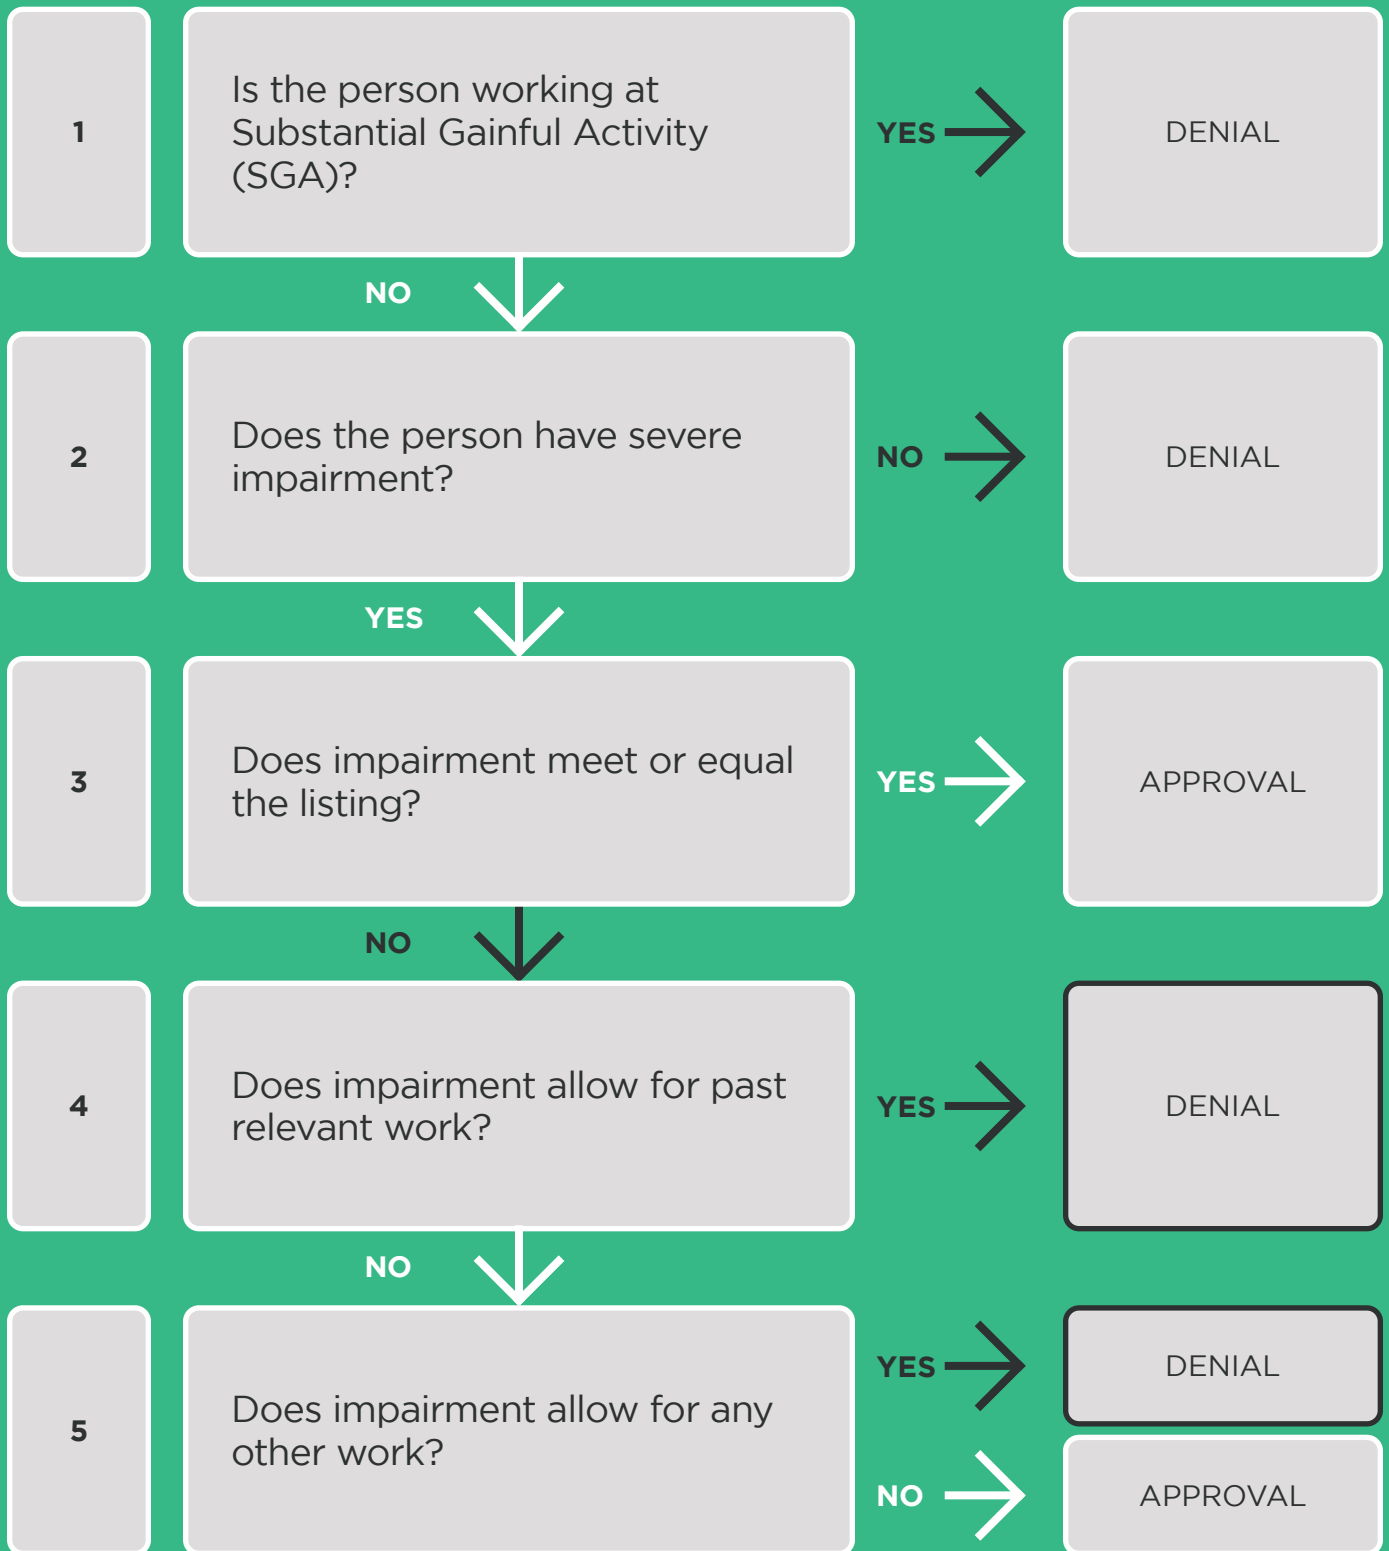 1
Is the person working at
Substantial Gainful Activity
(SGA)?
YES
DENIAL
NO
2
Does the person have severe
impairment?
NO
DENIAL
YES
3
Does impairment meet or equal
the listing?
YES
APPROVAL
NO
4
Does impairment allow for past
relevant work?
YES
DENIAL
NO
5
Does impairment allow for any
other work?
YES
DENIAL
NO
APPROVAL